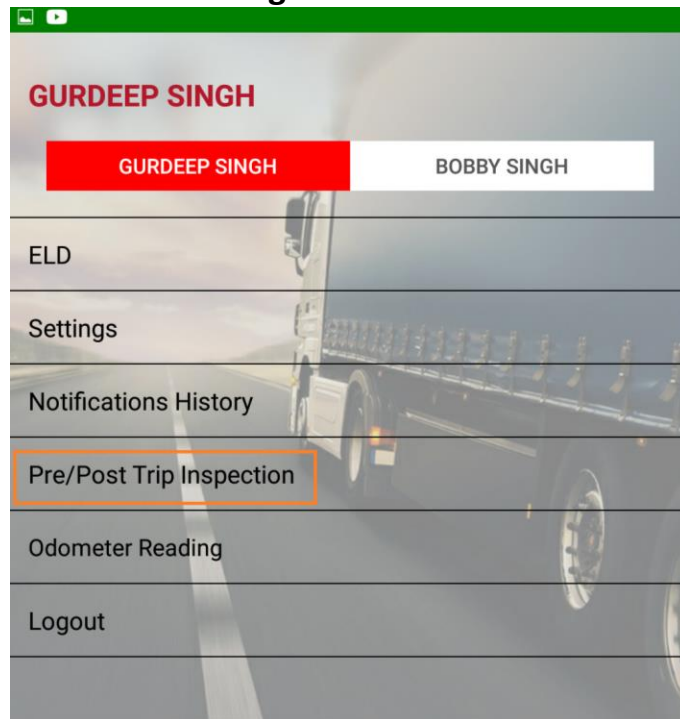 GURDEEP SINGH
GURDEEP SINGH BOBBY SINGH
ELD
Settings
Notifications History
Pre/Post Trip Inspection
Odometer Reading
Logout